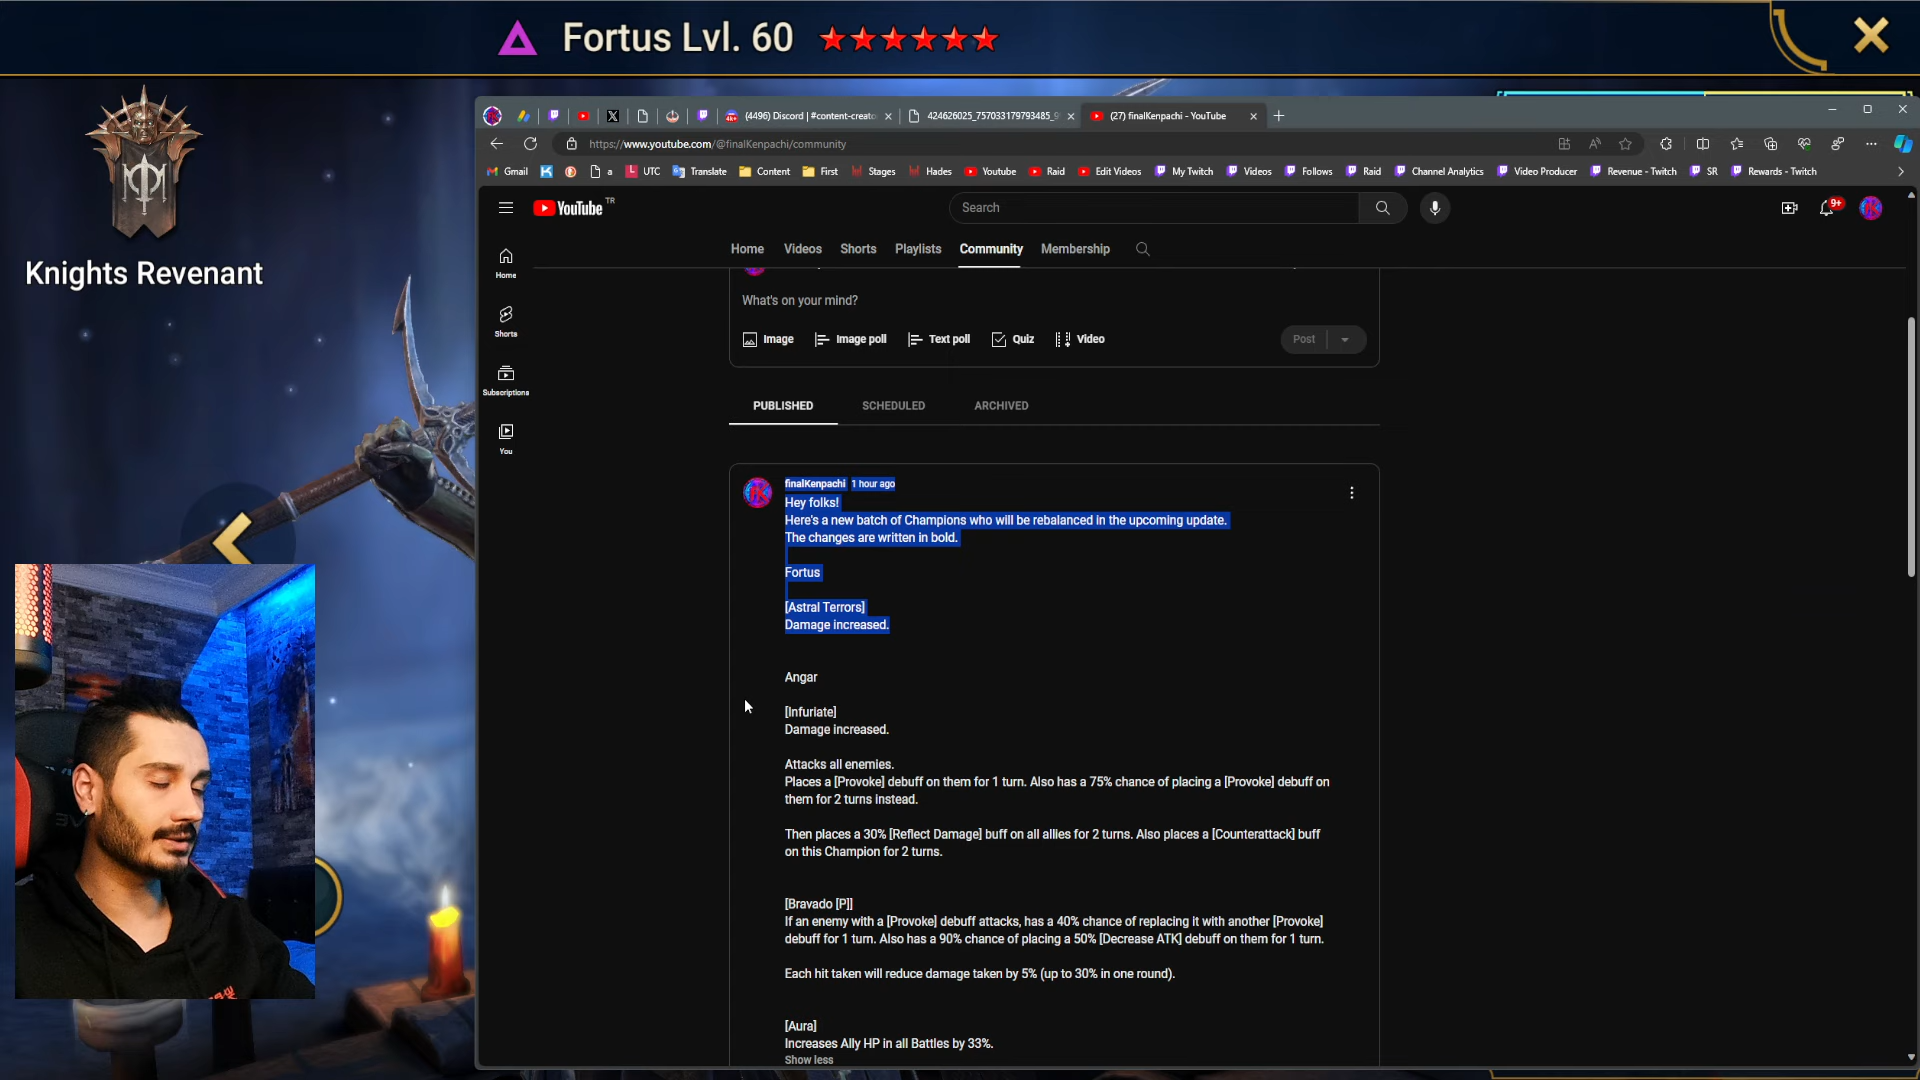 Fortus Lvl. 60
Knights Revenant
(4496) Discord | #content-creato
424626025_757033179793485_9
(27) finalKenpachi - YouTube
https://www.youtube.com/@finalKenpachi/community
Gmail
a
UTC
Translate
Content
First
Stages
Hades
Youtube
Raid
Edit Videos
My Twitch
Videos
Follows
Raid
Channel Analytics
Video Producer
Revenue - Twitch
SR
Rewards - Twitch
YouTube TR
Search
9+
Home
Videos
Shorts
Playlists
Community
Membership
Home
Shorts
Subscriptions
You
What's on your mind?
Image
Image poll
Text poll
Quiz
Video
Post
PUBLISHED
SCHEDULED
ARCHIVED
finalKenpachi 1 hour ago
Hey folks!
Here's a new batch of Champions who will be rebalanced in the upcoming update.
The changes are written in bold.
Fortus
[Astral Terrors]
Damage increased.
Angar
[Infuriate]
Damage increased.
Attacks all enemies.
Places a [Provoke] debuff on them for 1 turn. Also has a 75% chance of placing a [Provoke] debuff on
them for 2 turns instead.
Then places a 30% [Reflect Damage] buff on all allies for 2 turns. Also places a [Counterattack] buff
on this Champion for 2 turns.
[Bravado [P]]
If an enemy with a [Provoke] debuff attacks, has a 40% chance of replacing it with another [Provoke]
debuff for 1 turn. Also has a 90% chance of placing a 50% [Decrease ATK] debuff on them for 1 turn.
Each hit taken will reduce damage taken by 5% (up to 30% in one round).
[Aura]
Increases Ally HP in all Battles by 33%.
Show less